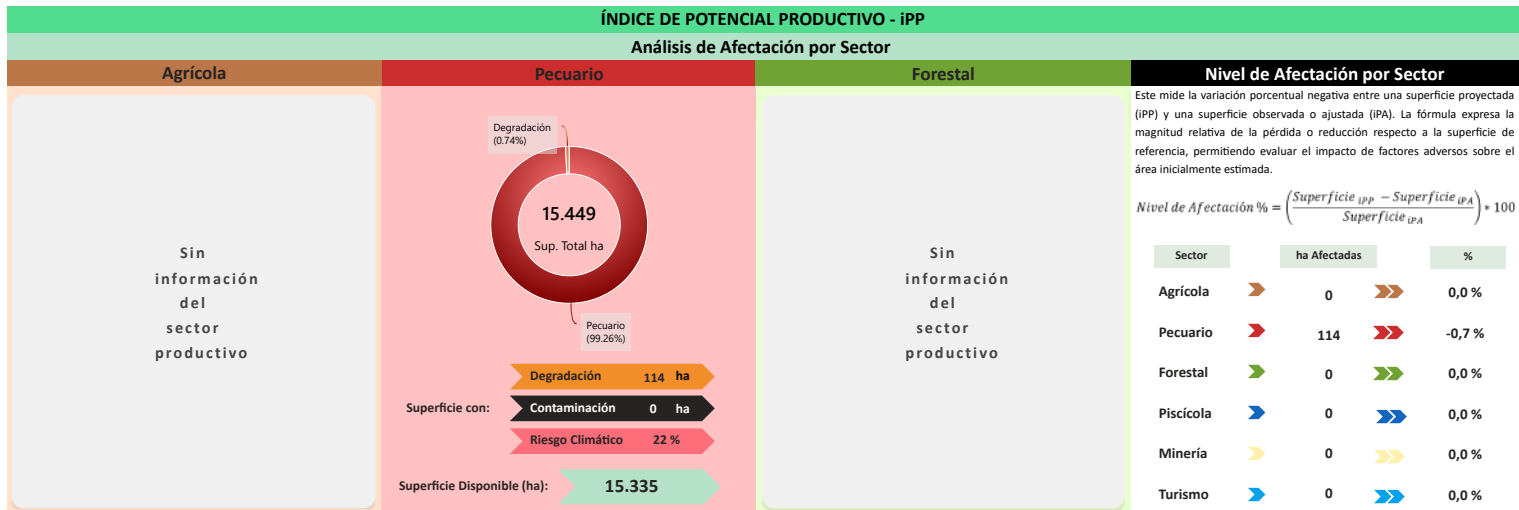 ÍNDICE DE POTENCIAL PRODUCTIVO - iPP
Análisis de Afectación por Sector
Agrícola
Sin
información
del
sector
productivo
Pecuario
Degradación
(0.74%)
15.449
Sup. Total ha
Pecuario
(99.26%)
Superficie con:
Degradación 114 ha
Contaminación 0 ha
Riesgo Climático 22 %
Superficie Disponible (ha): 15.335
Forestal
Sin
información
del
sector
productivo
Nivel de Afectación por Sector
Este mide la variación porcentual negativa entre una superficie proyectada
(iPP) y una superficie observada o ajustada (iPA). La fórmula expresa la
magnitud relativa de la pérdida o reducción respecto a la superficie de
referencia, permitiendo evaluar el impacto de factores adversos sobre el
área inicialmente estimada.
Nivel de Afectación % = (Superficie iPP − Superficie iPA / Superficie iPA) * 100
Sector ha Afectadas %
Agrícola 0 0,0 %
Pecuario 114 -0,7 %
Forestal 0 0,0 %
Piscícola 0 0,0 %
Minería 0 0,0 %
Turismo 0 0,0 %